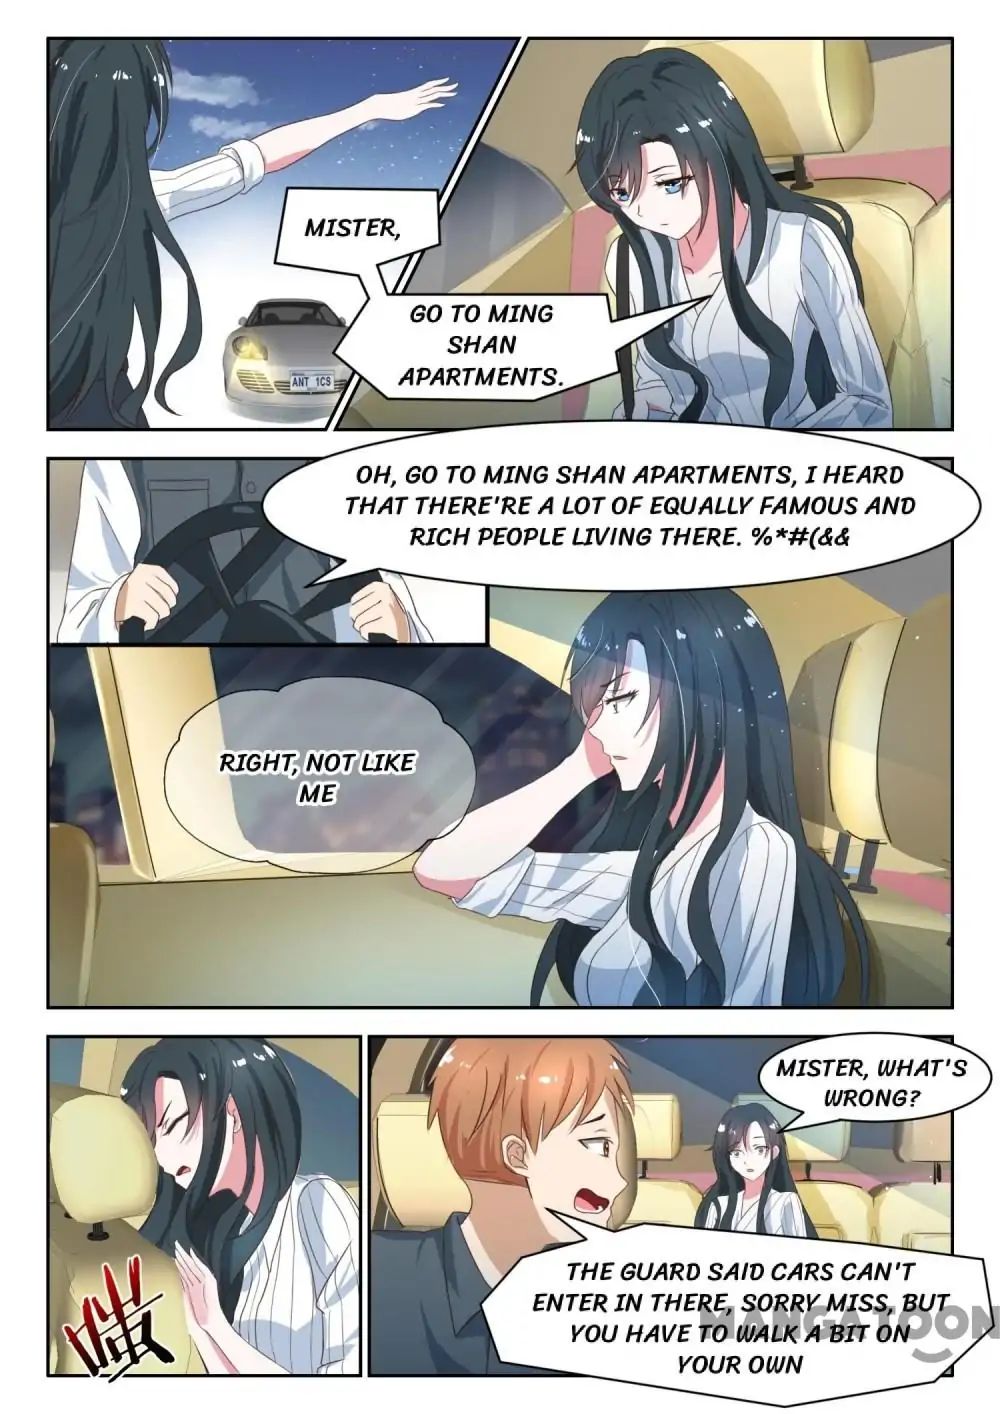 MISTER,
GO TO MING
SHAN
APARTMENTS.
ANT 1CS
OH, GO TO MING SHAN APARTMENTS, I HEARD
THAT THERE'RE A LOT OF EQUALLY FAMOUS AND
RICH PEOPLE LIVING THERE. %*#(&&
RIGHT, NOT LIKE
ME
MISTER, WHAT'S
WRONG?
THE GUARD SAID CARS CAN'T
ENTER IN THERE, SORRY MISS, BUT
YOU HAVE TO WALK A BIT ON
YOUR OWN
MANGATOON